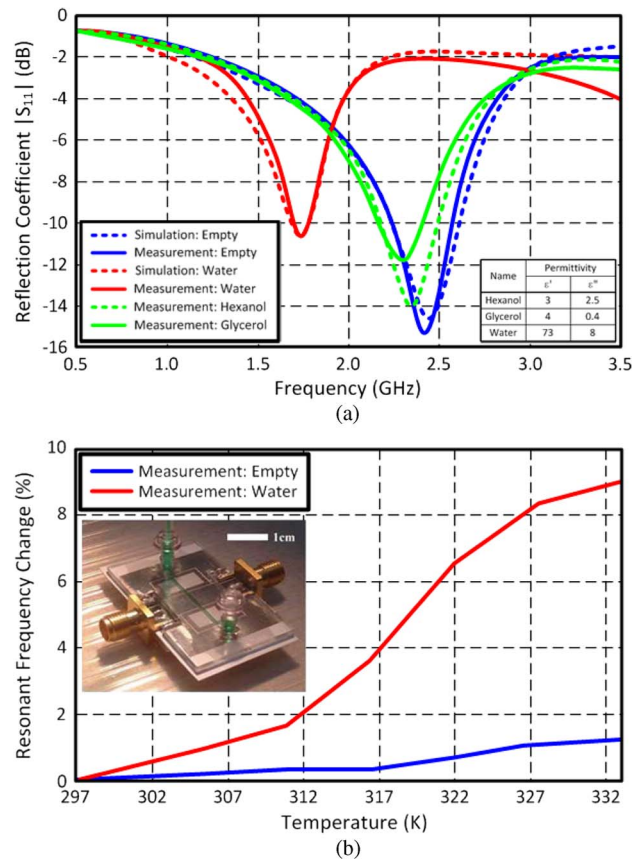 0
-2
-4
-6
-8
-10
-12
-14
-16
Reflection Coefficient |S11| (dB)
Simulation: Empty
Measurement: Empty
Simulation: Water
Measurement: Water
Measurement: Hexanol
Measurement: Glycerol
Name Permittivity
ε' ε"
Hexanol 3 2.5
Glycerol 4 0.4
Water 73 8
0.5 1.0 1.5 2.0 2.5 3.0 3.5
Frequency (GHz)
(a)
10
8
6
4
2
0
Resonant Frequency Change (%)
Measurement: Empty
Measurement: Water
1cm
297 302 307 312 317 322 327 332
Temperature (K)
(b)